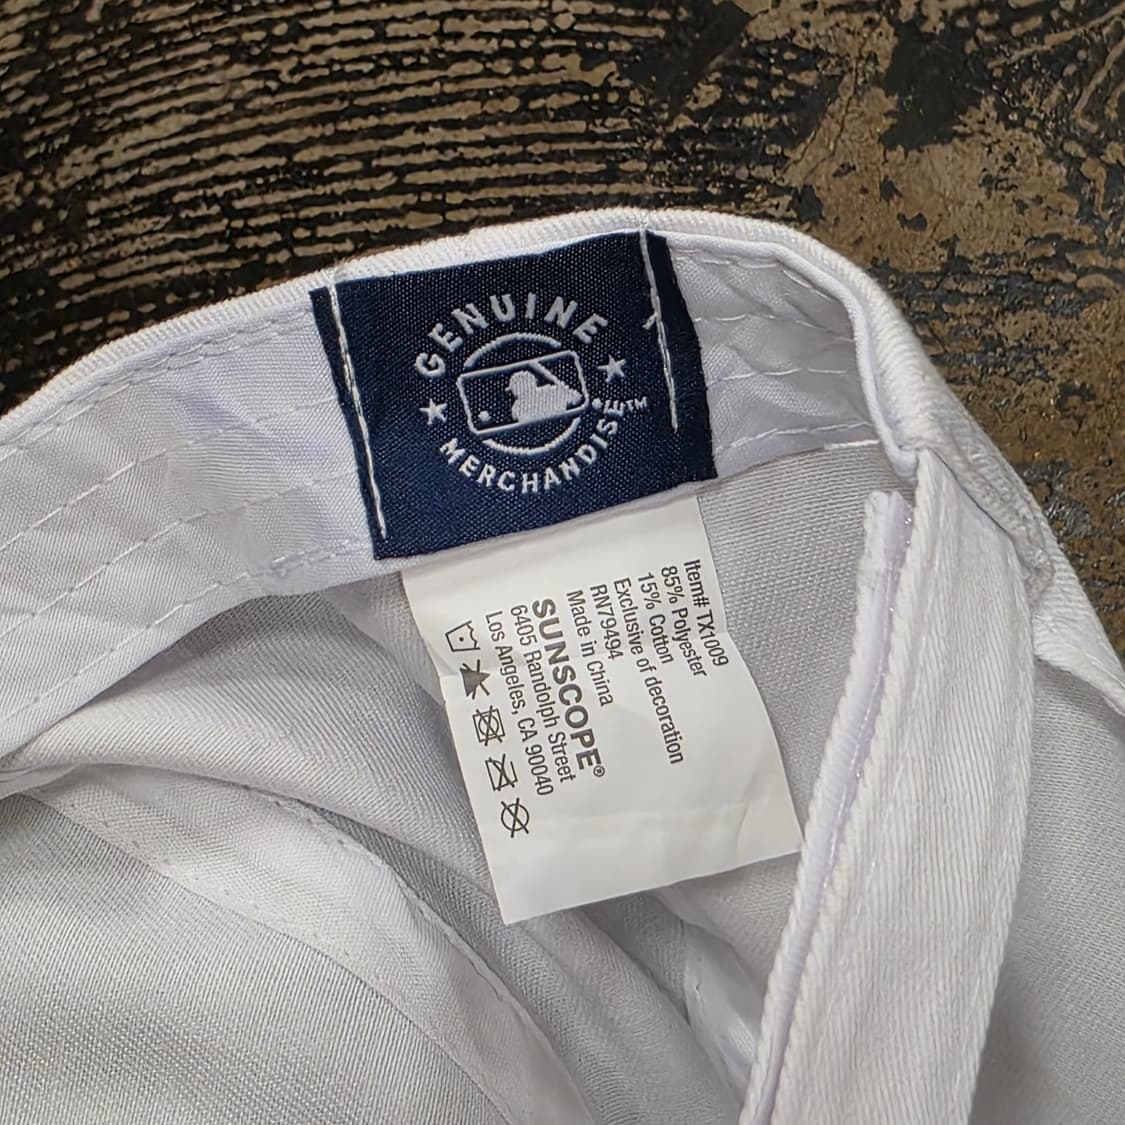 GENUINE
MERCHANDISE™
Item# TX1009
85% Polyester
15% Cotton
Exclusive of decoration
RN79494
Made in China
SUNSCOPE®
6405 Randolph Street
Los Angeles, CA 90040